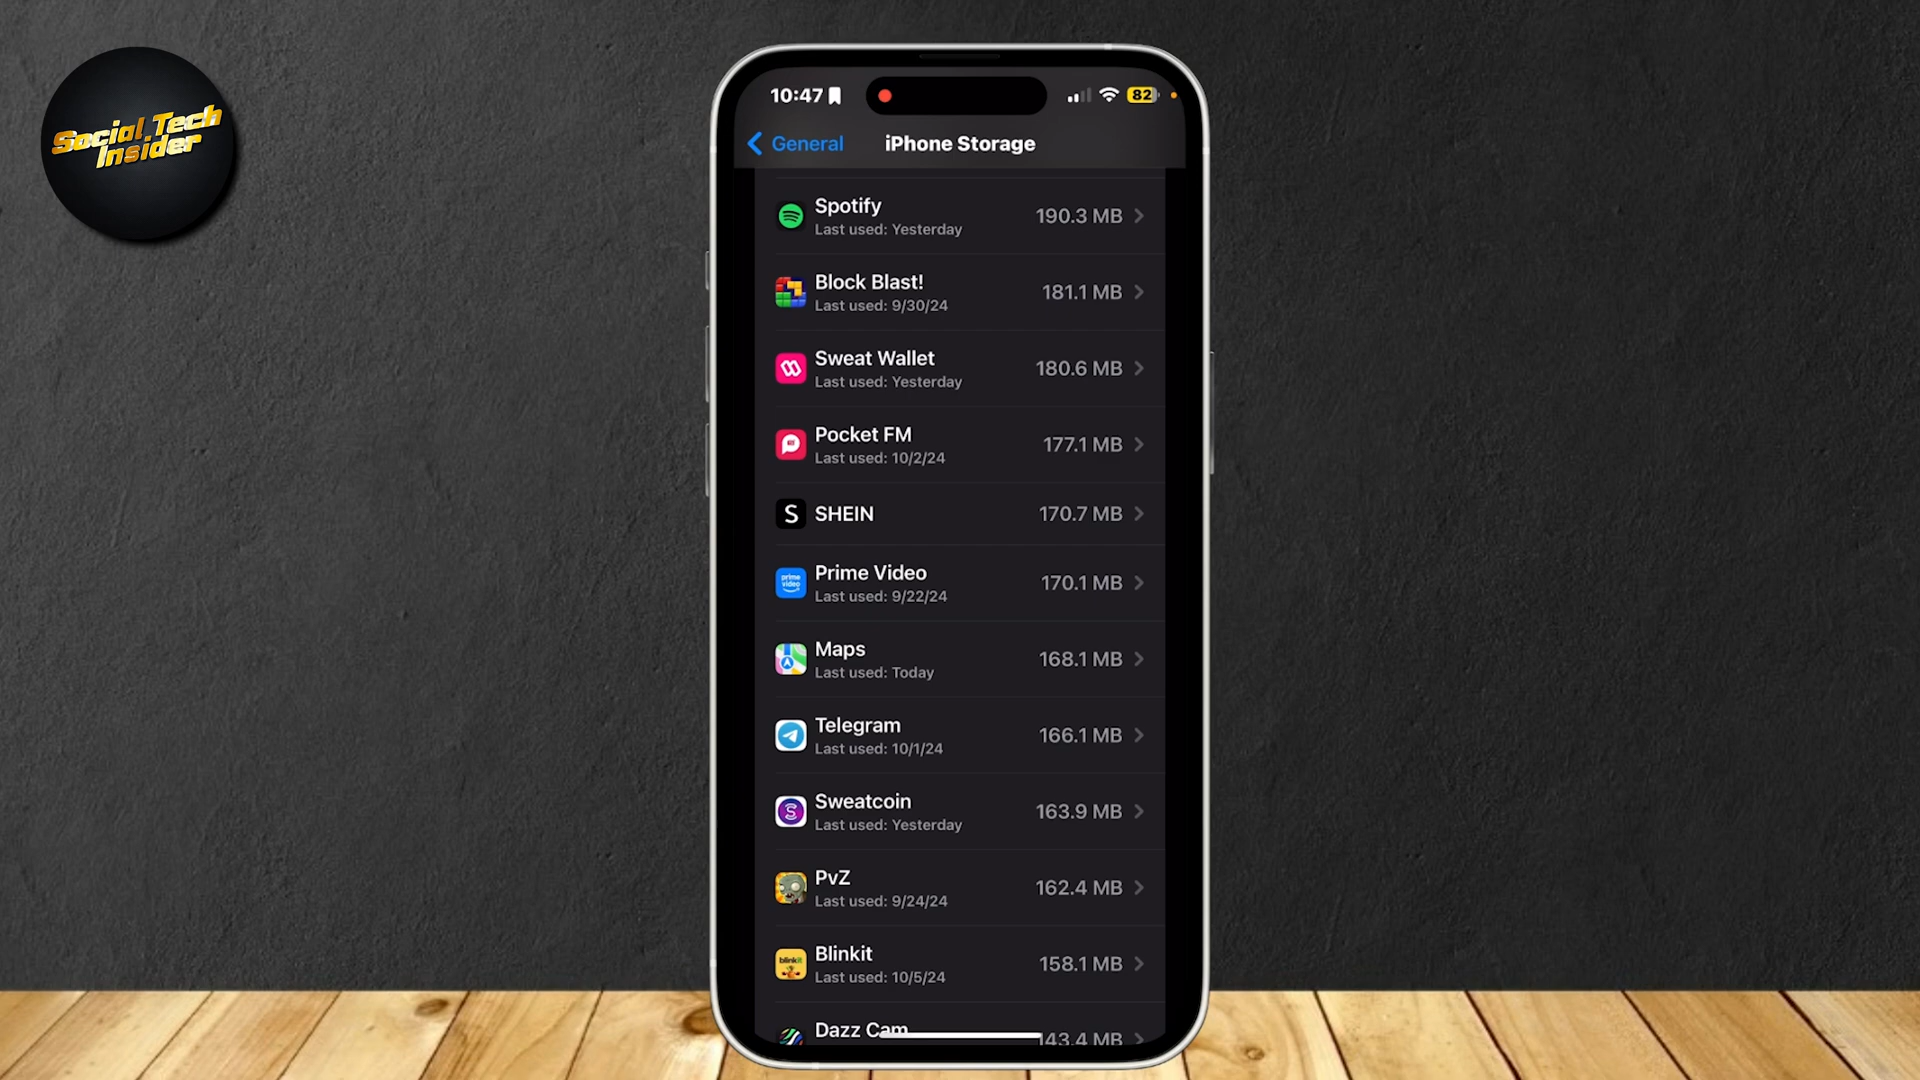 Social Tech
Insider
10:47
82
General
iPhone Storage
Spotify
190.3 MB
Last used: Yesterday
Block Blast!
181.1 MB
Last used: 9/30/24
Sweat Wallet
180.6 MB
Last used: Yesterday
Pocket FM
177.1 MB
Last used: 10/2/24
S
SHEIN
170.7 MB
prime
video
Prime Video
170.1 MB
Last used: 9/22/24
Maps
168.1 MB
Last used: Today
Telegram
166.1 MB
Last used: 10/1/24
Sweatcoin
163.9 MB
Last used: Yesterday
PvZ
162.4 MB
Last used: 9/24/24
blinkit
Blinkit
158.1 MB
Last used: 10/5/24
Dazz Cam
143.4 MB